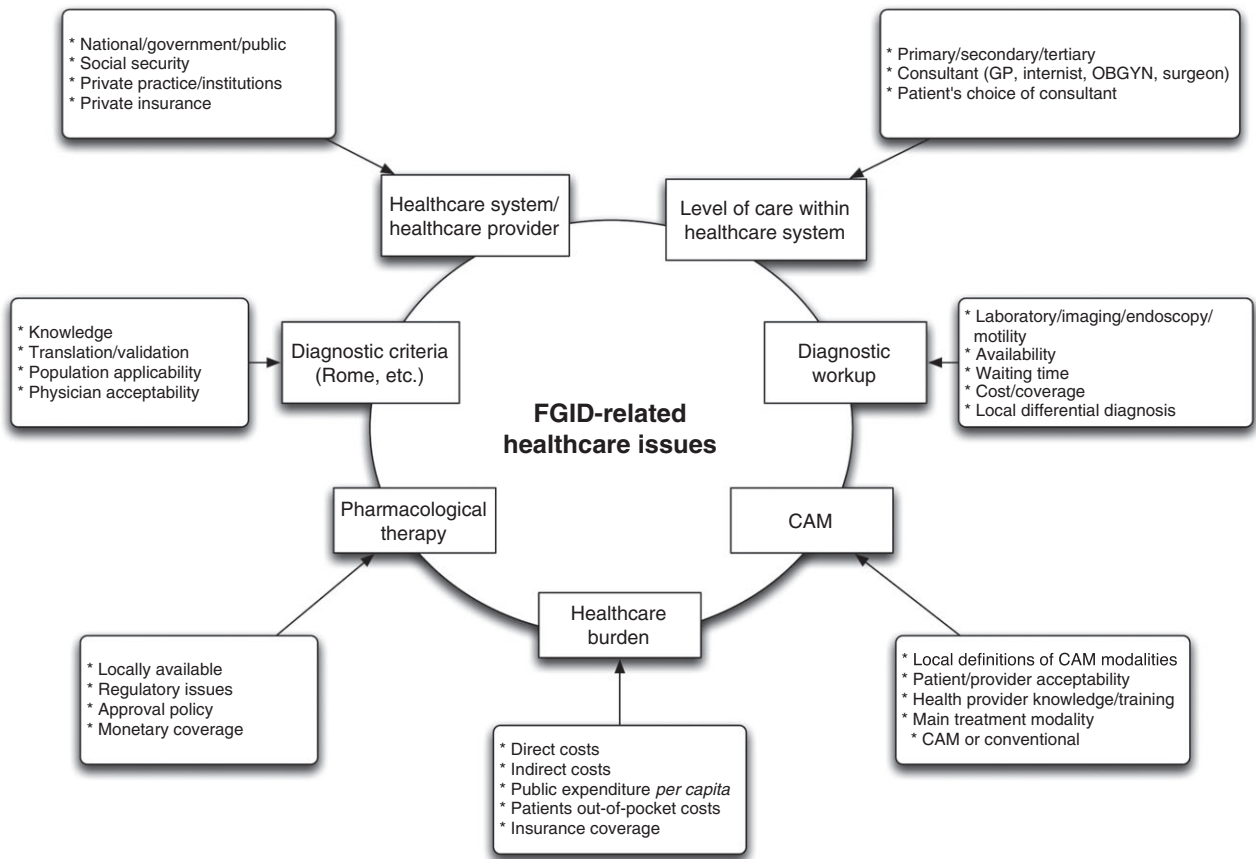 * National/government/public
* Social security
* Private practice/institutions
* Private insurance
* Primary/secondary/tertiary
* Consultant (GP, internist, OBGYN, surgeon)
* Patient's choice of consultant
Healthcare system/
healthcare provider
Level of care within
healthcare system
* Knowledge
* Translation/validation
* Population applicability
* Physician acceptability
Diagnostic criteria
(Rome, etc.)
Diagnostic
workup
* Laboratory/imaging/endoscopy/
motility
* Availability
* Waiting time
* Cost/coverage
* Local differential diagnosis
FGID-related
healthcare issues
Pharmacological
therapy
CAM
Healthcare
burden
* Locally available
* Regulatory issues
* Approval policy
* Monetary coverage
* Direct costs
* Indirect costs
* Public expenditure per capita
* Patients out-of-pocket costs
* Insurance coverage
* Local definitions of CAM modalities
* Patient/provider acceptability
* Health provider knowledge/training
* Main treatment modality
* CAM or conventional